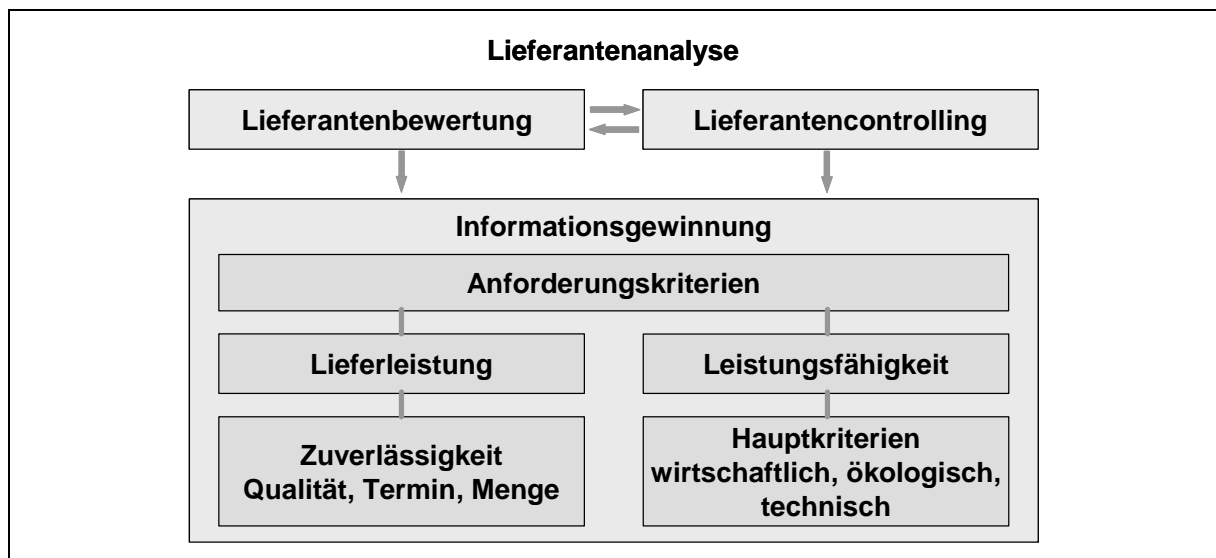 Lieferantenanalyse
Lieferantenbewertung
Lieferantencontrolling
Informationsgewinnung
Anforderungskriterien
Lieferleistung
Leistungsfähigkeit
Zuverlässigkeit
Qualität, Termin, Menge
Hauptkriterien
wirtschaftlich, ökologisch,
technisch